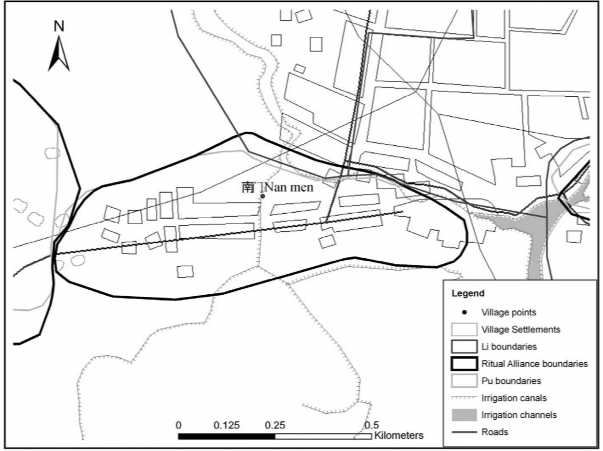 N
南门 Nan men
Legend
Village points
Village Settlements
Li boundaries
Ritual Alliance boundaries
Pu boundaries
Irrigation canals
Irrigation channels
Roads
0 0.125 0.25 0.5
Kilometers